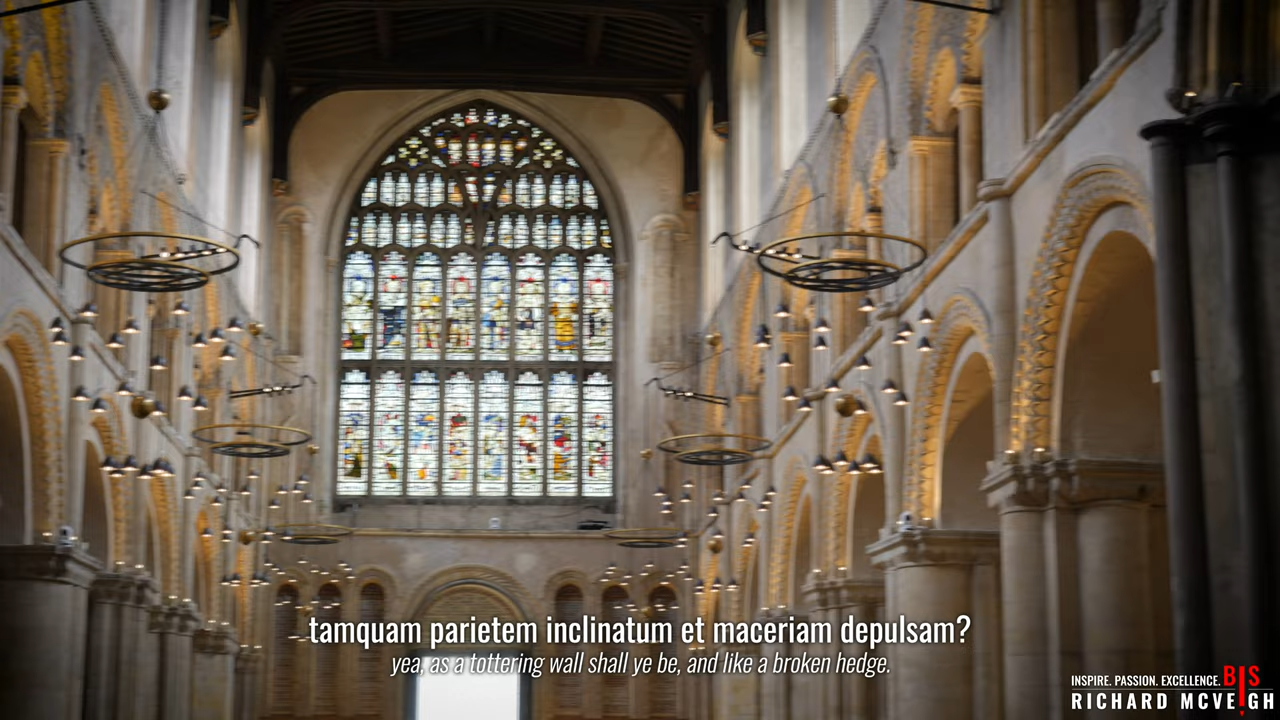 tamquam parietem inclinatum et maceriam depulsam?
yea, as a tottering wall shall ye be, and like a broken hedge.
INSPIRE. PASSION. EXCELLENCE. B!S
RICHARD MCVEIGH